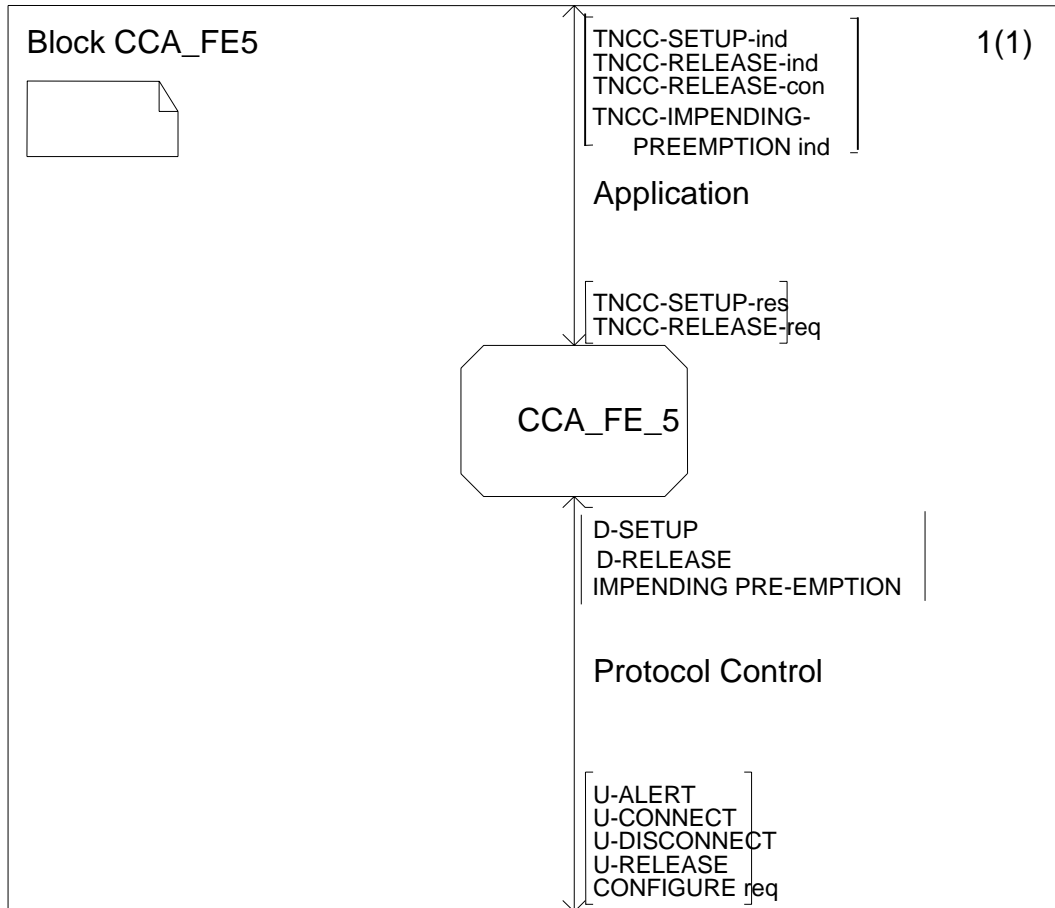 Block CCA_FE5
1(1)
TNCC-SETUP-ind
TNCC-RELEASE-ind
TNCC-RELEASE-con
TNCC-IMPENDING-
PREEMPTION ind
Application
TNCC-SETUP-res
TNCC-RELEASE-req
CCA_FE_5
D-SETUP
D-RELEASE
IMPENDING PRE-EMPTION
Protocol Control
U-ALERT
U-CONNECT
U-DISCONNECT
U-RELEASE
CONFIGURE req